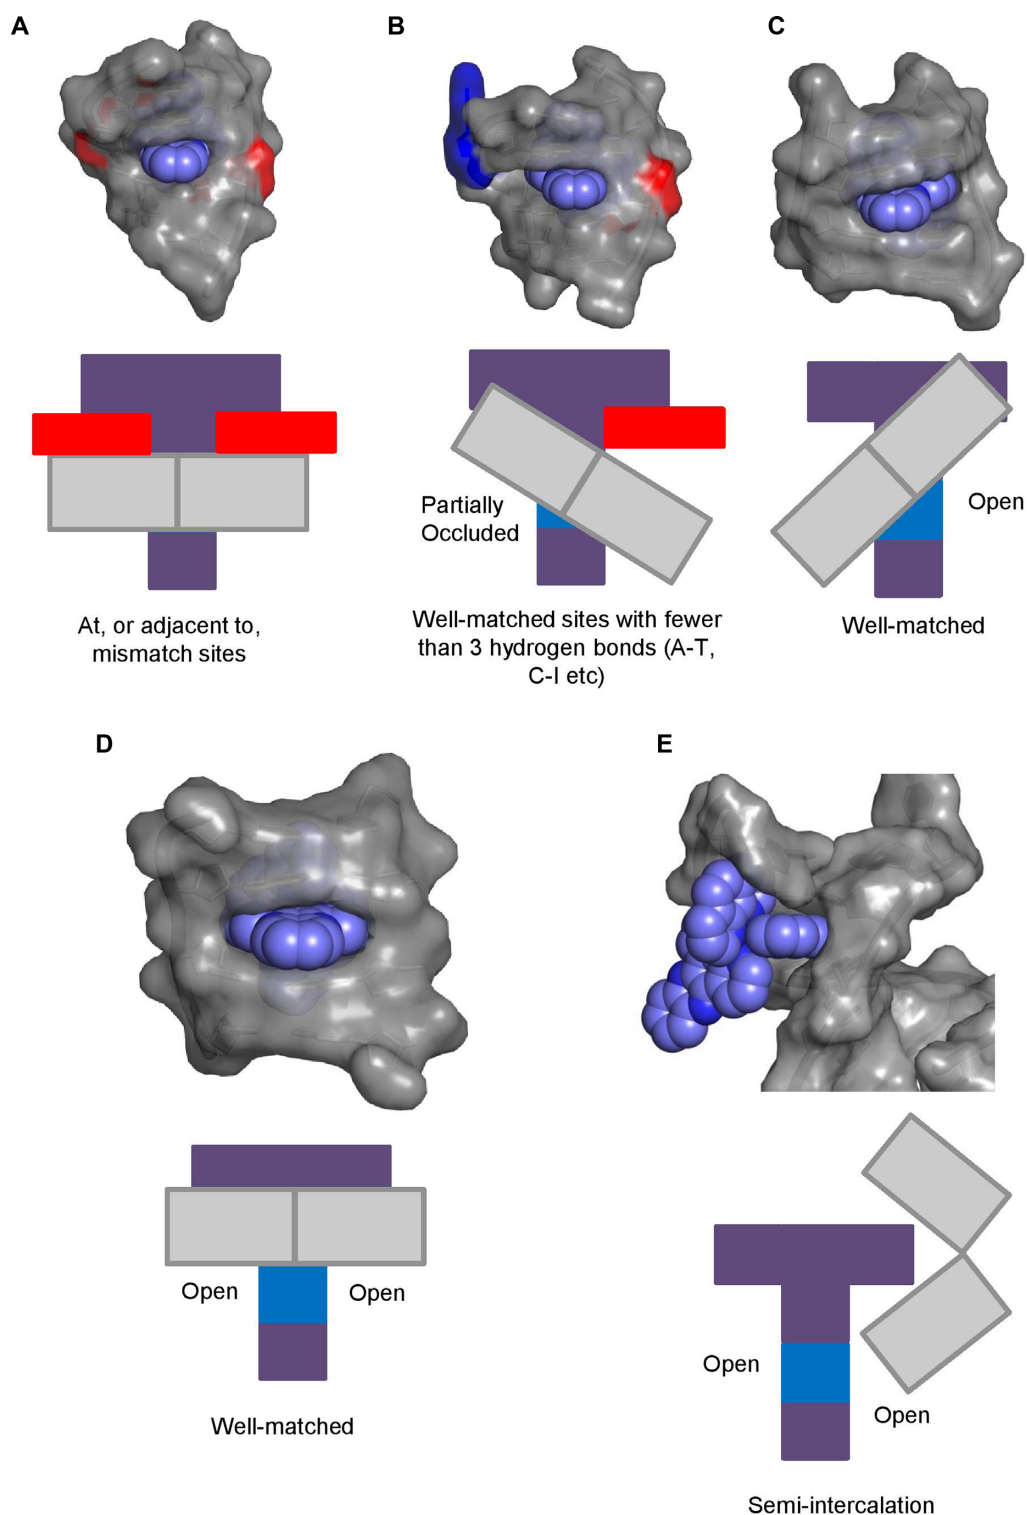 A
B
C
Partially
Occluded
Open
At, or adjacent to,
mismatch sites
Well-matched sites with fewer
than 3 hydrogen bonds (A-T,
C-I etc)
Well-matched
D
E
Open
Open
Well-matched
Open
Open
Semi-intercalation